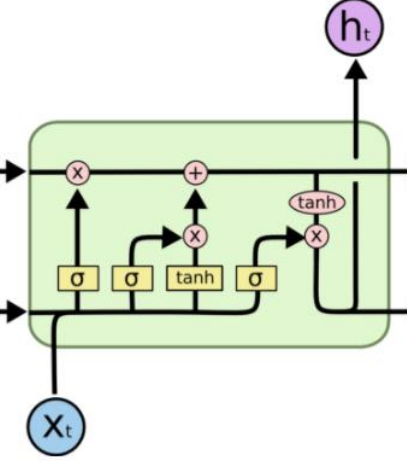 ht
x +
tanh
x x
σ σ tanh σ
Xt